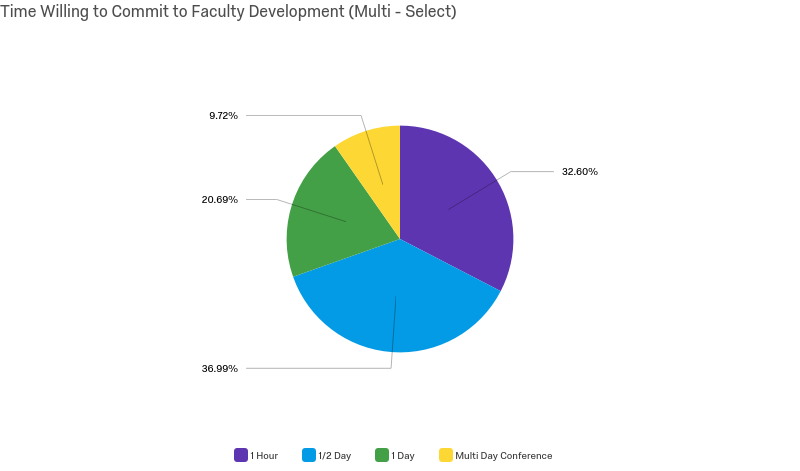 Time Willing to Commit to Faculty Development (Multi - Select)
9.72%
32.60%
20.69%
36.99%
1 Hour 1/2 Day 1 Day Multi Day Conference